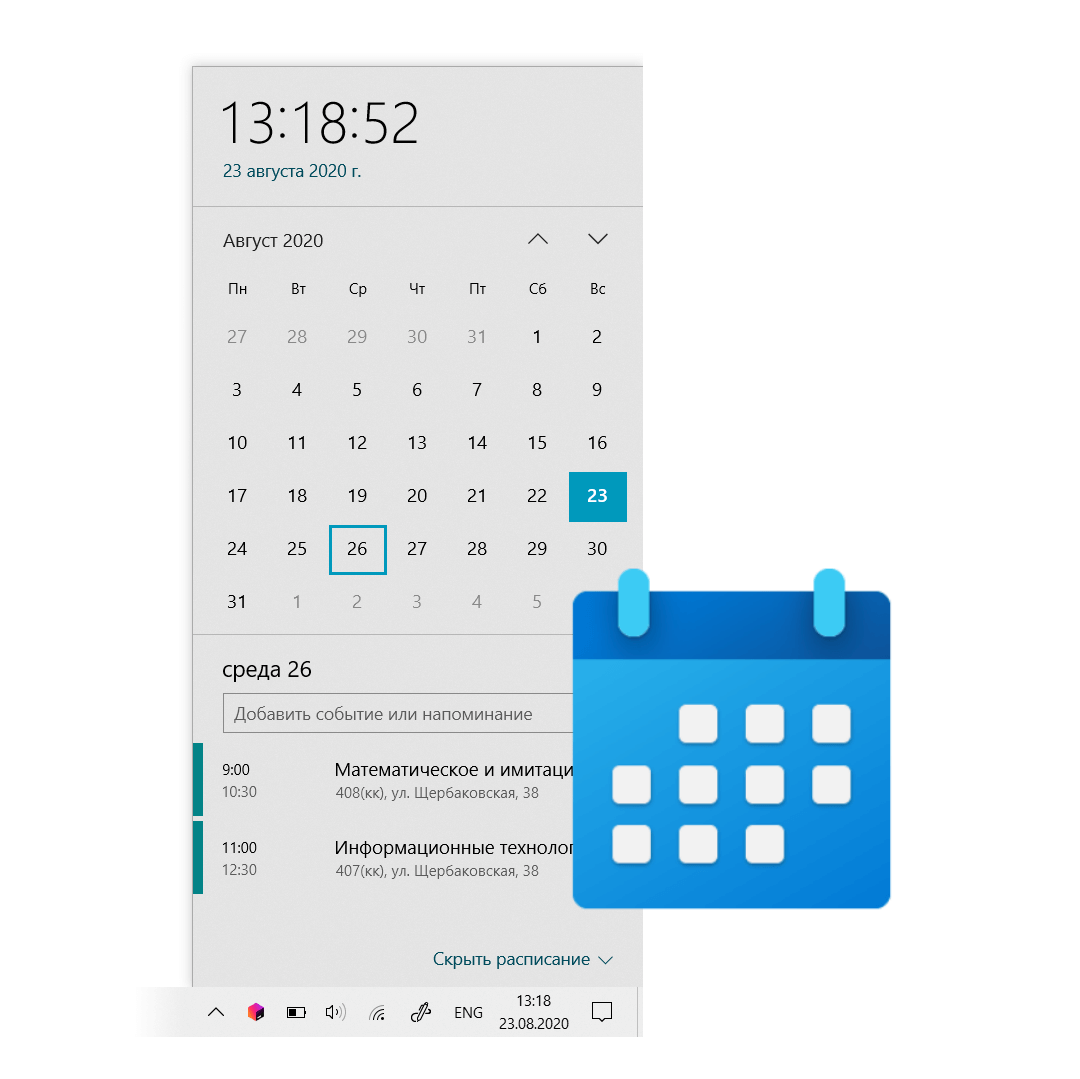 13:18:52
23 августа 2020 г.
Август 2020
Пн Вт Ср Чт Пт Сб Вс
27 28 29 30 31 1 2
3 4 5 6 7 8 9
10 11 12 13 14 15 16
17 18 19 20 21 22 23
24 25 26 27 28 29 30
31 1 2 3 4 5
среда 26
Добавить событие или напоминание
9:00 Математическое и имитаци
10:30 408(кк), ул. Щербаковская, 38
11:00 Информационные технолог
12:30 407(кк), ул. Щербаковская, 38
Скрыть расписание
ENG 13:18
23.08.2020